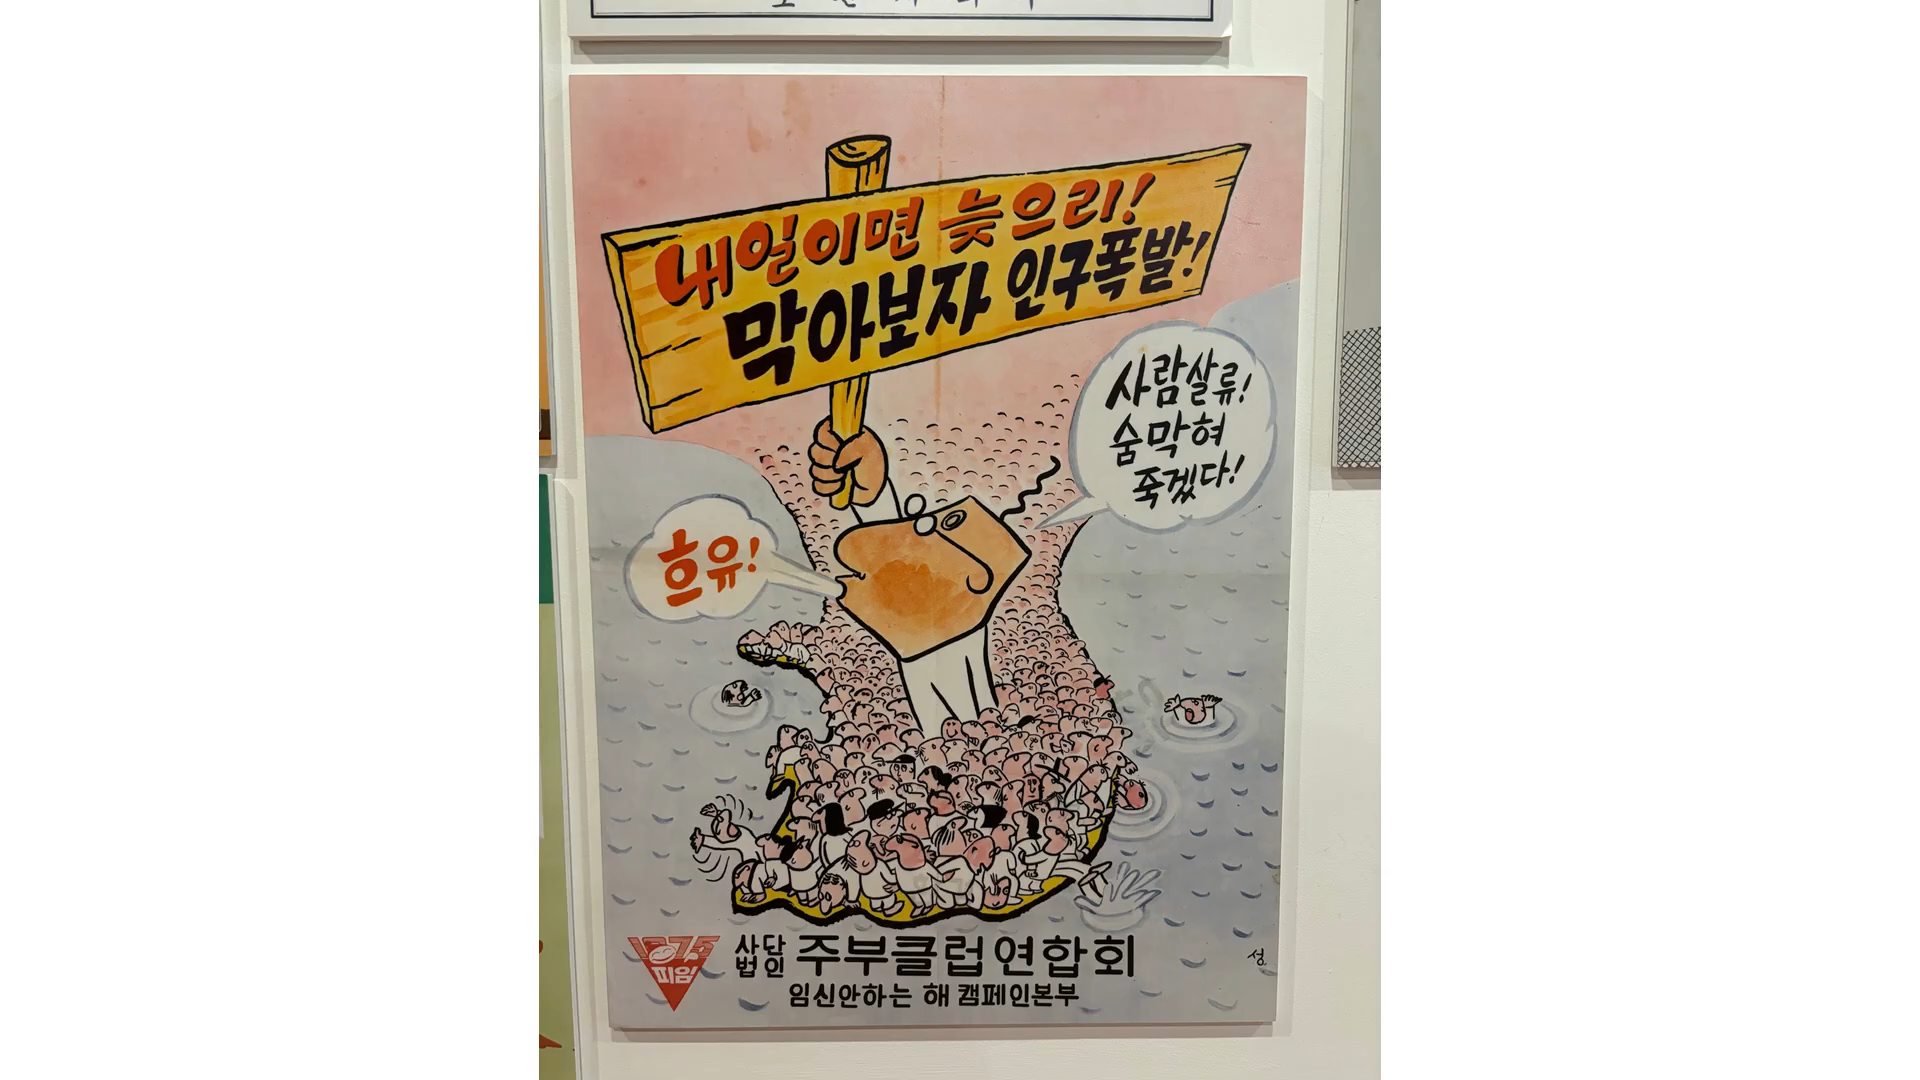 내일이면 늦으리!
막아보자 인구폭발!
사람살류!
숨막혀
죽겠다!
흐유!
1975
피임
사단
법인
주부클럽연합회
임신안하는 해 캠페인본부
성